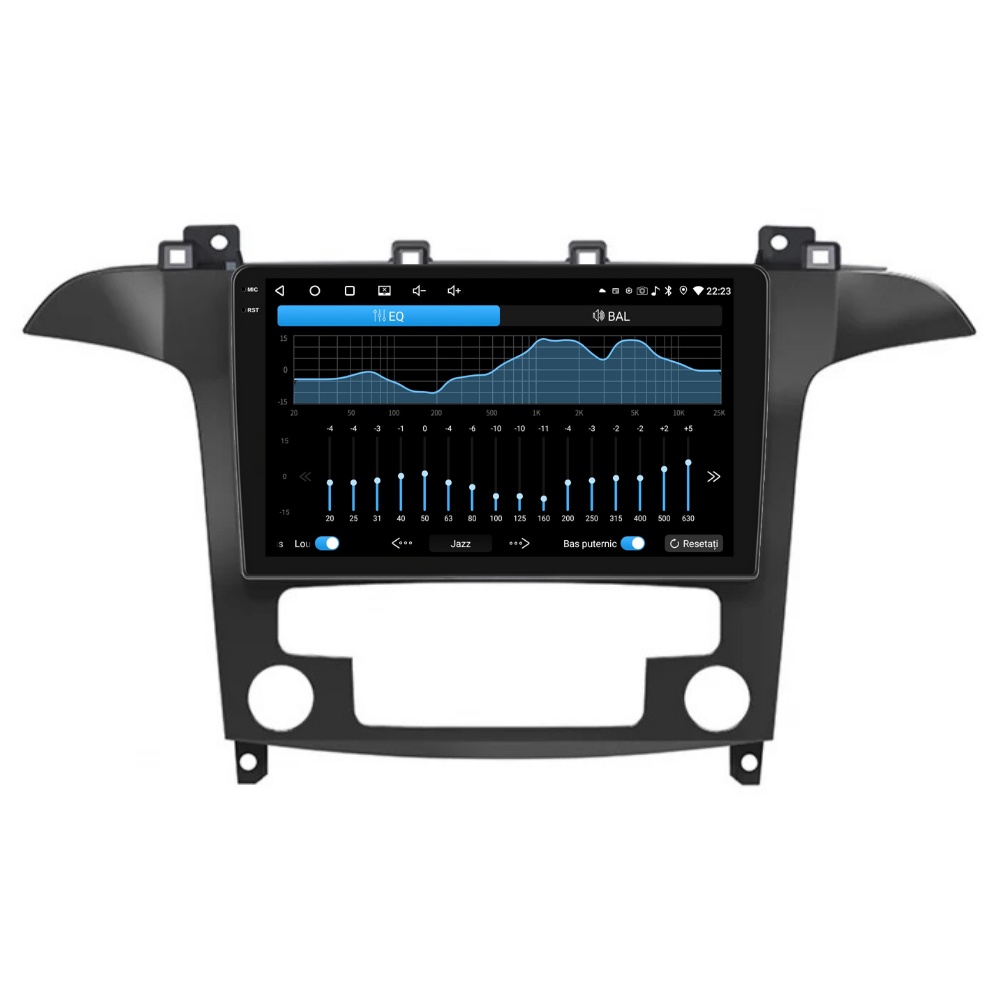 MIC
RST
22:23
EQ
BAL
15
0
-15
20 50 100 200 500 1K 2K 5K 10K 25K
-4 -4 -3 -1 0 -4 -6 -10 -10 -11 -4 -3 -2 -2 +2 +5
15
0
-15
20 25 31 40 50 63 80 100 125 160 200 250 315 400 500 630
s Lou Jazz Bas puternic Resetați